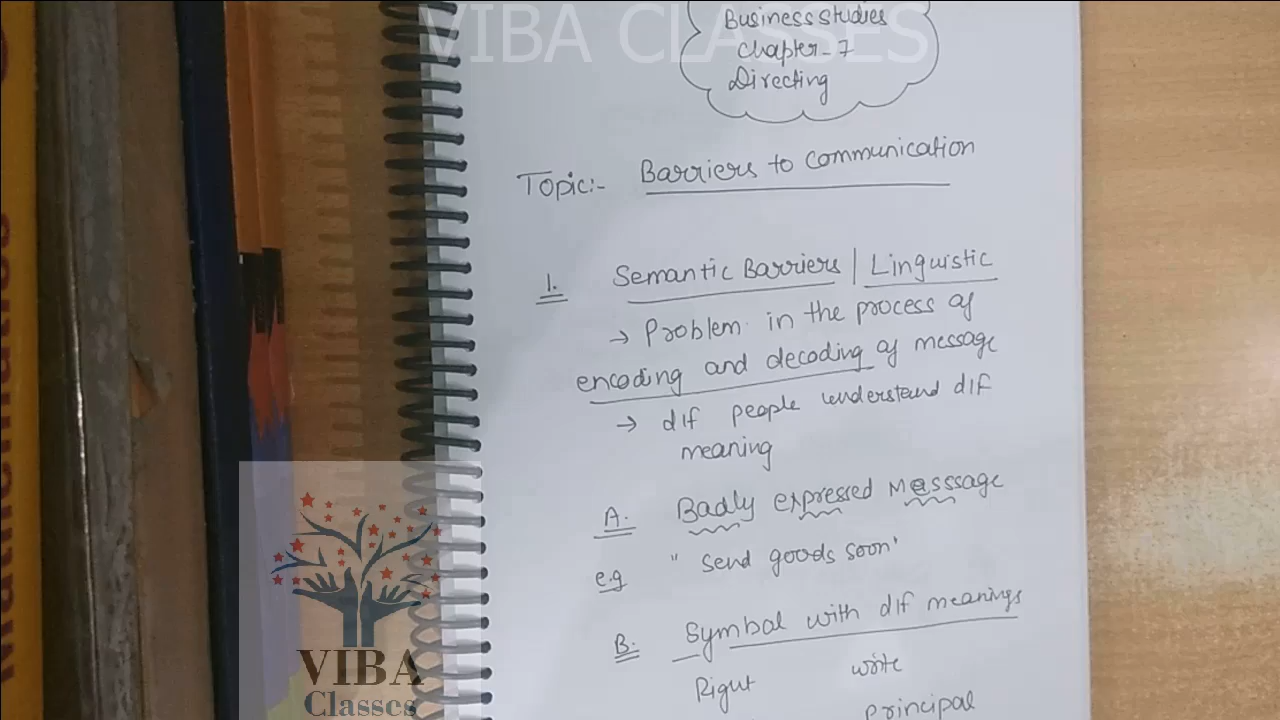 VIBA CLASSES
Business Studies
Chapter-7
Directing
Topic:- Barriers to communication
1. Semantic Barriers | Linguistic
→ Problem in the process of
encoding and decoding of message
→ dif people understand dif
meaning
A. Badly expressed Messsage
e.g " Send goods soon'
B. Symbol with dif meanings
Right write
Principal
VIBA
Classes